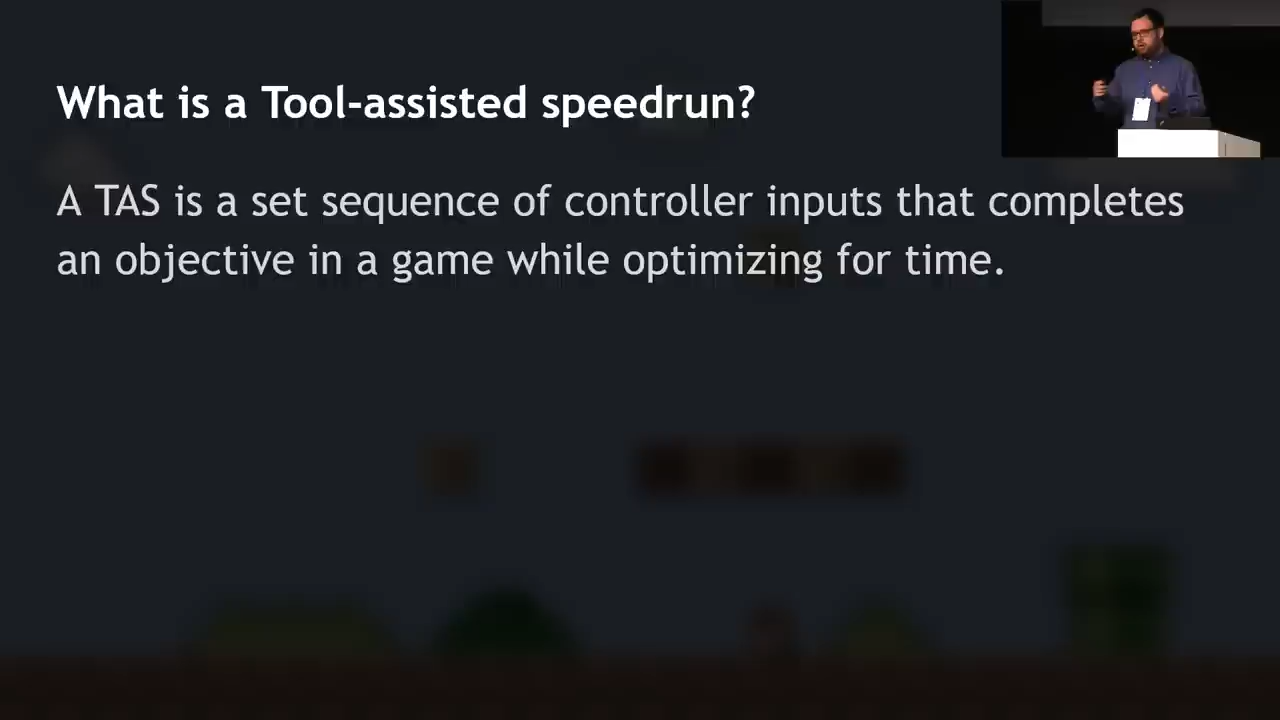 What is a Tool-assisted speedrun?
A TAS is a set sequence of controller inputs that completes
an objective in a game while optimizing for time.